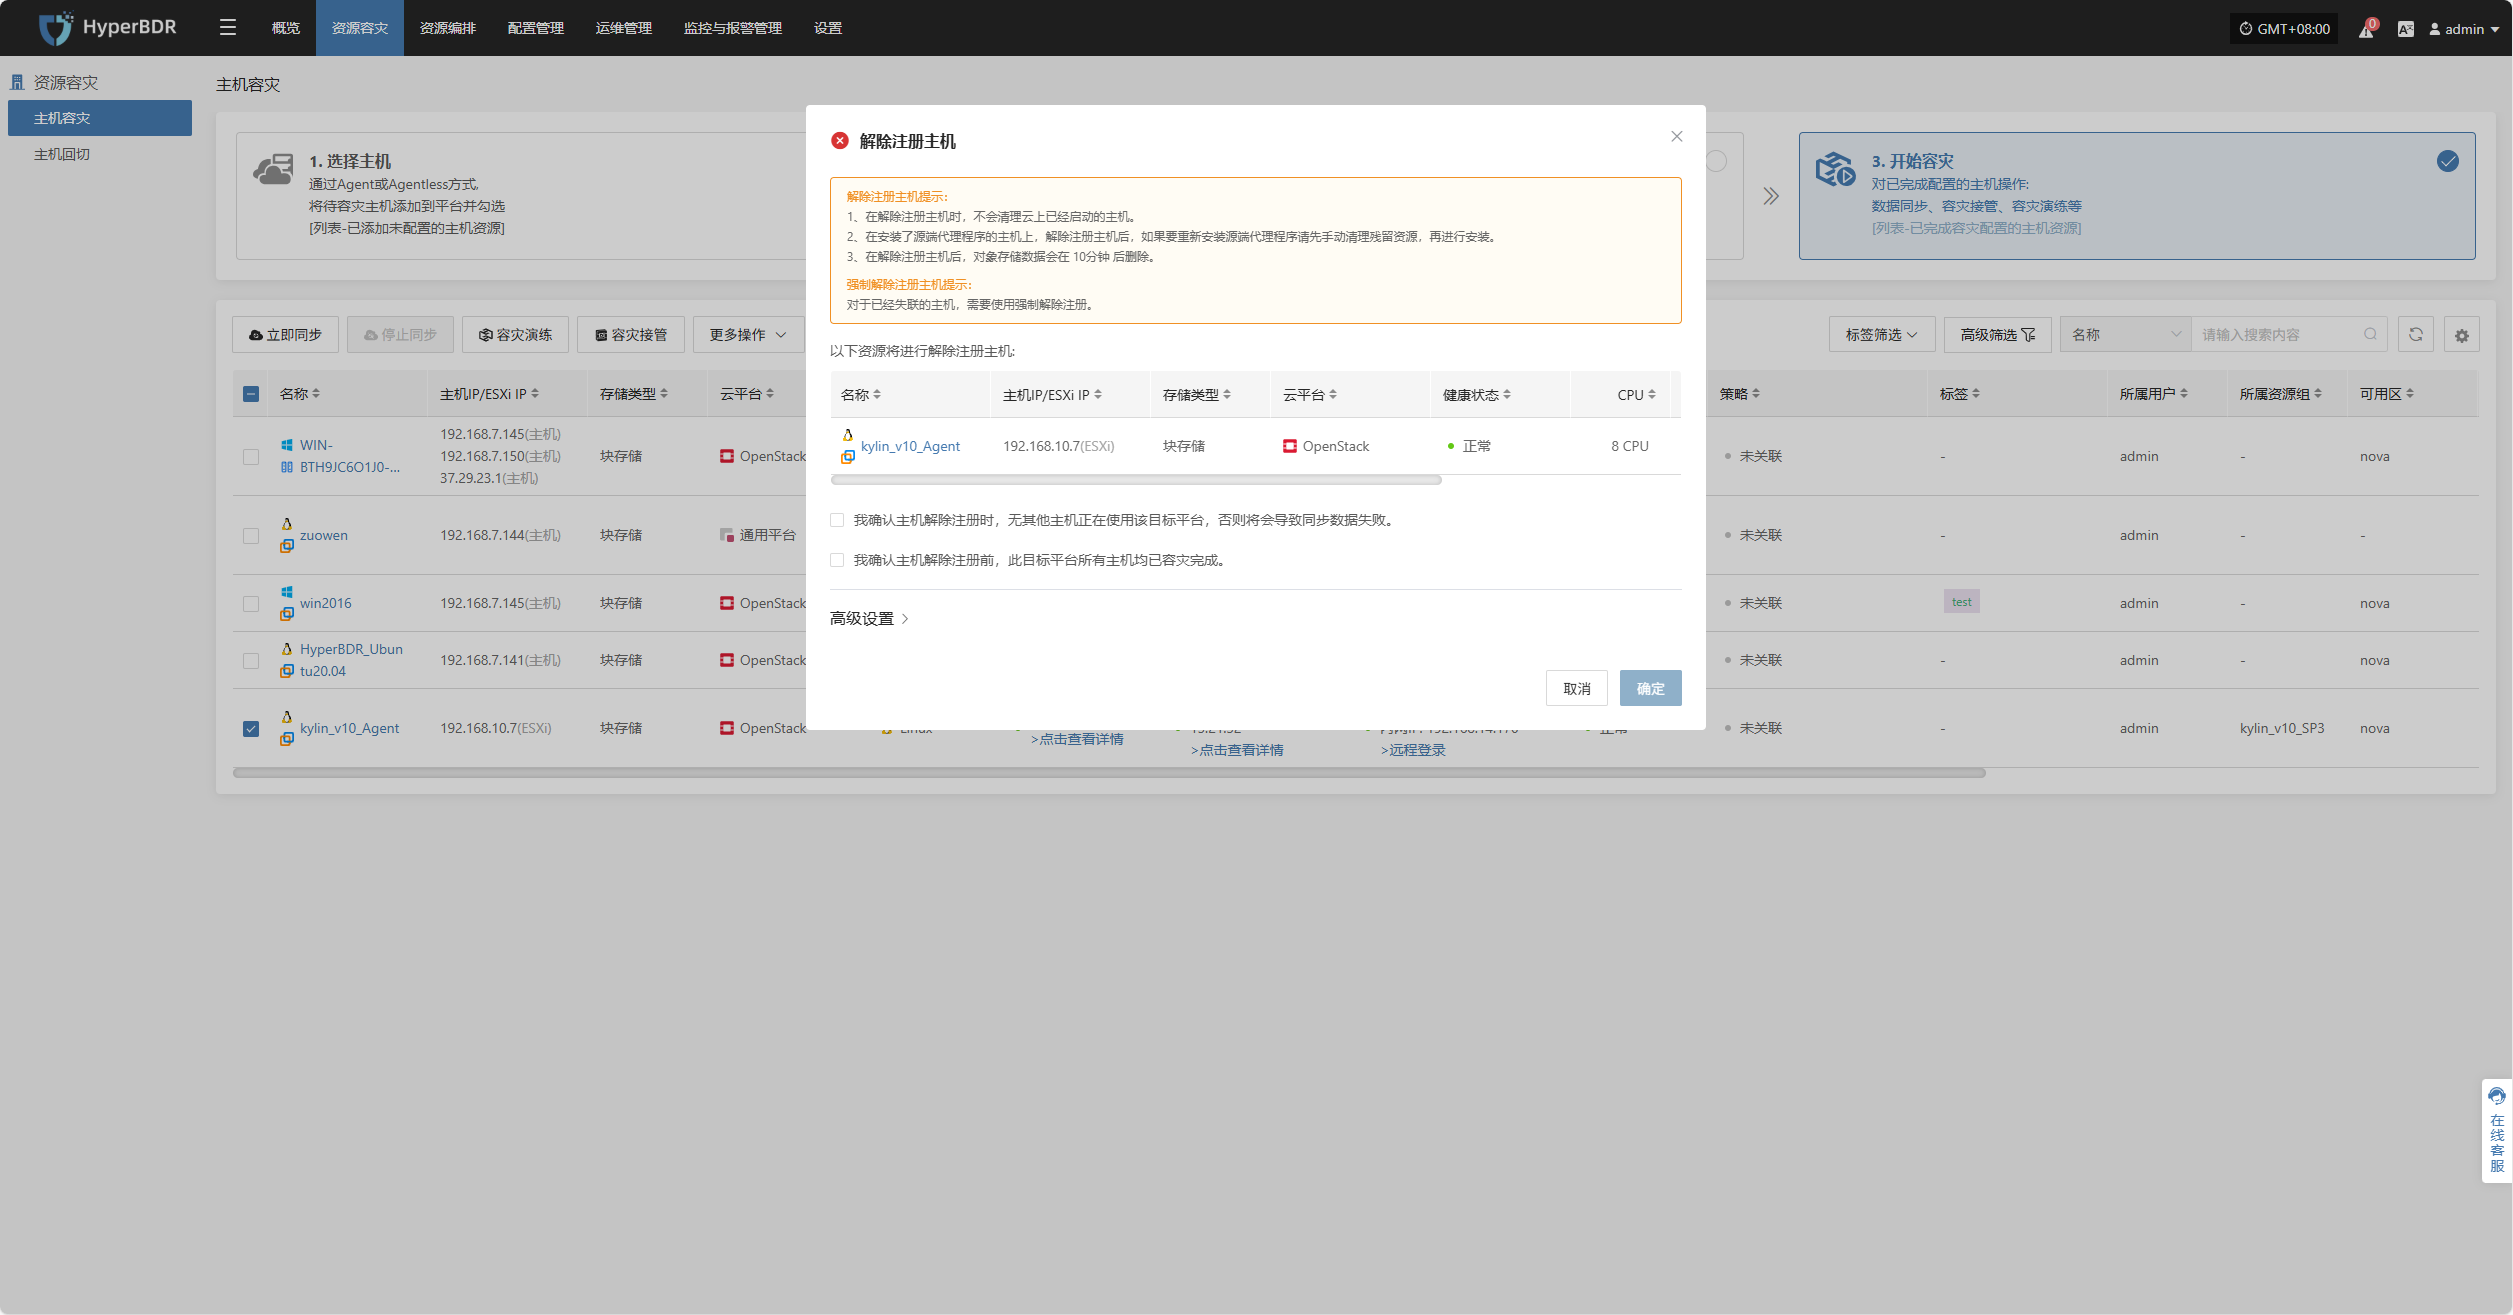 HyperBDR
概览
资源容灾
资源编排
配置管理
运维管理
监控与报警管理
设置
GMT+08:00
0
admin
资源容灾
主机容灾
主机回切
主机容灾
1. 选择主机
通过Agent或Agentless方式,
将待容灾主机添加到平台并勾选
[列表-已添加未配置的主机资源]
3. 开始容灾
对已完成配置的主机操作:
数据同步、容灾接管、容灾演练等
[列表-已完成容灾配置的主机资源]
立即同步
停止同步
容灾演练
容灾接管
更多操作
标签筛选
高级筛选
名称
请输入搜索内容
名称 主机IP/ESXi IP 存储类型 云平台 策略 标签 所属用户 所属资源组 可用区
WIN-
BTH9JC6O1J0-...
192.168.7.145(主机)
192.168.7.150(主机)
37.29.23.1(主机)
块存储 OpenStack 未关联 - admin - nova
zuowen 192.168.7.144(主机) 块存储 通用平台 未关联 - admin - -
win2016 192.168.7.145(主机) 块存储 OpenStack 未关联 test admin - nova
HyperBDR_Ubun
tu20.04
192.168.7.141(主机) 块存储 OpenStack 未关联 - admin - nova
kylin_v10_Agent 192.168.10.7(ESXi) 块存储 OpenStack 未关联 - admin kylin_v10_SP3 nova
>点击查看详情
>点击查看详情
>远程登录
解除注册主机
解除注册主机提示:
1、在解除注册主机时，不会清理云上已经启动的主机。
2、在安装了源端代理程序的主机上，解除注册主机后，如果要重新安装源端代理程序请先手动清理残留资源，再进行安装。
3、在解除注册主机后，对象存储数据会在 10分钟 后删除。
强制解除注册主机提示:
对于已经失联的主机，需要使用强制解除注册。
以下资源将进行解除注册主机:
名称 主机IP/ESXi IP 存储类型 云平台 健康状态 CPU
kylin_v10_Agent 192.168.10.7(ESXi) 块存储 OpenStack 正常 8 CPU
我确认主机解除注册时，无其他主机正在使用该目标平台，否则将会导致同步数据失败。
我确认主机解除注册前，此目标平台所有主机均已容灾完成。
高级设置
取消
确定
在线客服